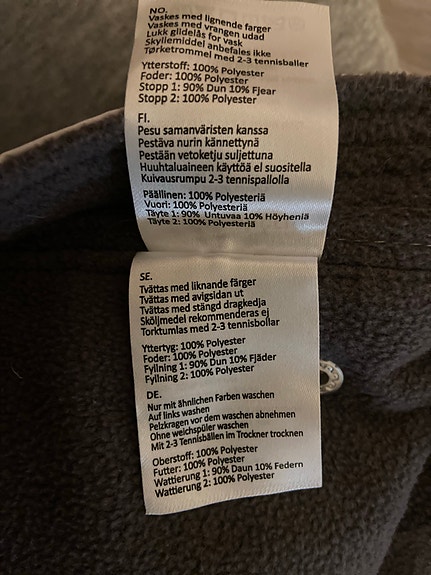 NO.
Vaskes med lignende farger
Vaskes med vrangen udad
Lukk glidelås for vask
Skyllemiddel anbefales ikke
Tørketrommel med 2-3 tennisballer
Ytterstoff: 100% Polyester
Foder: 100% Polyester
Stopp 1: 90% Dun 10% Fjear
Stopp 2: 100% Polyester
FI.
Pesu samanväristen kanssa
Pestävä nurin kännettynä
Pestään vetoketju suljettuna
Huuhtaluaineen käyttöä ei suositella
Kuivausrumpu 2-3 tennispallolla
Päällinen: 100% Polyesteriä
Vuori: 100% Polyesteriä
Täyte 1: 90% Untuvaa 10% Höyheniä
Täyte 2: 100% Polyesteriä
SE.
Tvättas med liknande färger
Tvättas med avigsidan ut
Tvättas med stängd dragkedja
Sköljmedel rekommenderas ej
Torktumlas med 2-3 tennisbollar
Yttertyg: 100% Polyester
Foder: 100% Polyester
Fyllning 1: 90% Dun 10% Fjäder
Fyllning 2: 100% Polyester
DE.
Nur mit ähnlichen Farben waschen
Auf links washen
Pelzkragen vor dem waschen abnehmen
Ohne weichspüler waschen
Mit 2-3 Tennisbällen im Trockner trocknen
Oberstoff: 100% Polyester
Futter: 100% Polyester
Wattierung 1: 90% Daun 10% Federn
Wattierung 2: 100% Polyester